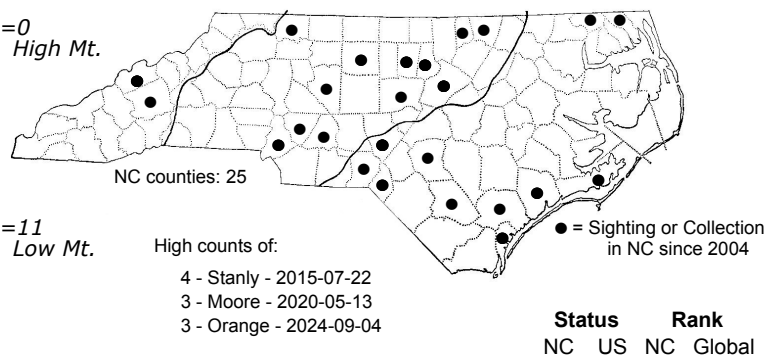 =0
High Mt.
NC counties: 25
=11
Low Mt.
High counts of:
4 - Stanly - 2015-07-22
3 - Moore - 2020-05-13
3 - Orange - 2024-09-04
● = Sighting or Collection
in NC since 2004
Status Rank
NC US NC Global